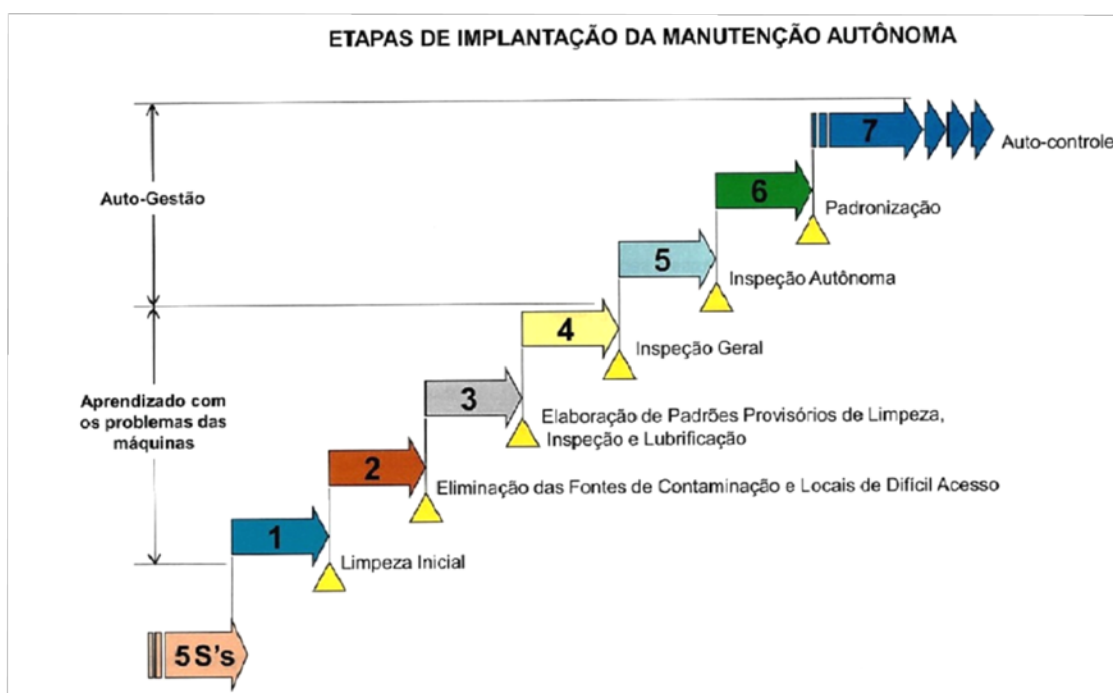 ETAPAS DE IMPLANTAÇÃO DA MANUTENÇÃO AUTÔNOMA
7
Auto-controle
Auto-Gestão
6
Padronização
5
Inspeção Autônoma
4
Inspeção Geral
Aprendizado com
os problemas das
máquinas
3
Elaboração de Padrões Provisórios de Limpeza,
Inspeção e Lubrificação
2
Eliminação das Fontes de Contaminação e Locais de Difícil Acesso
1
Limpeza Inicial
5 S's